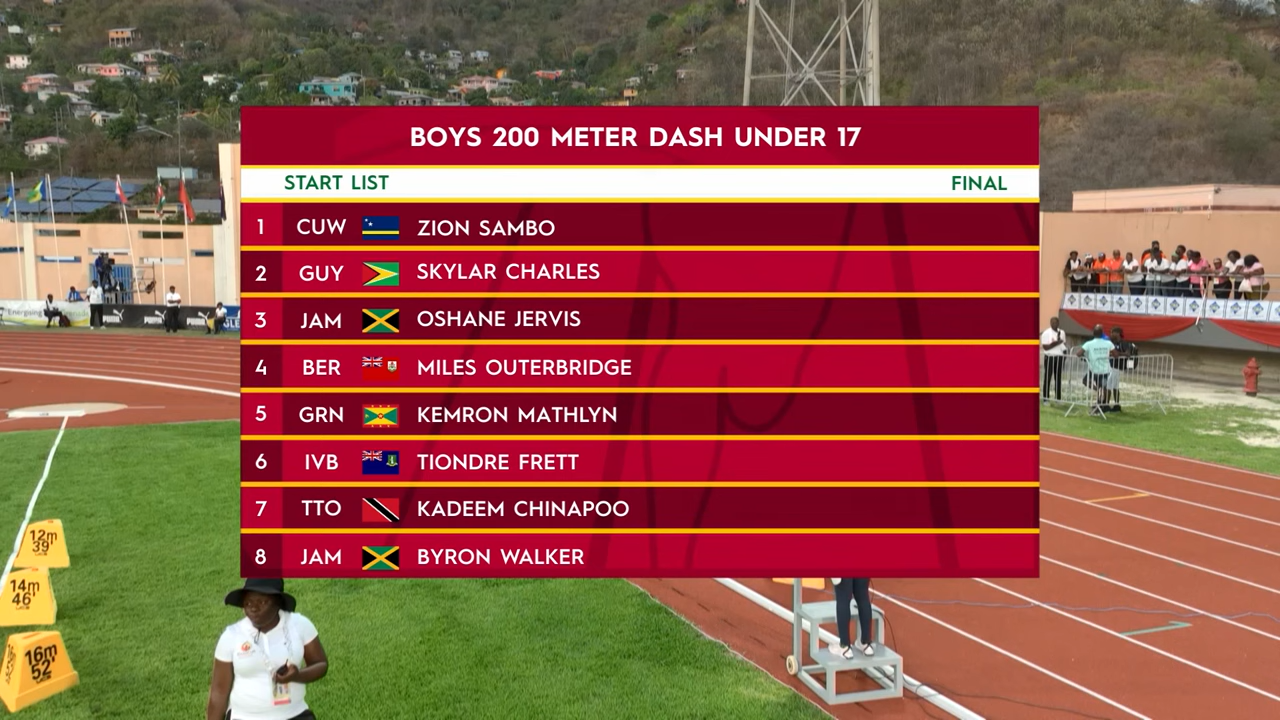 BOYS 200 METER DASH UNDER 17
START LIST FINAL
1 CUW ZION SAMBO
2 GUY SKYLAR CHARLES
3 JAM OSHANE JERVIS
4 BER MILES OUTERBRIDGE
5 GRN KEMRON MATHLYN
6 IVB TIONDRE FRETT
7 TTO KADEEM CHINAPOO
8 JAM BYRON WALKER
12m
39
14m
46
16m
52
PUMA